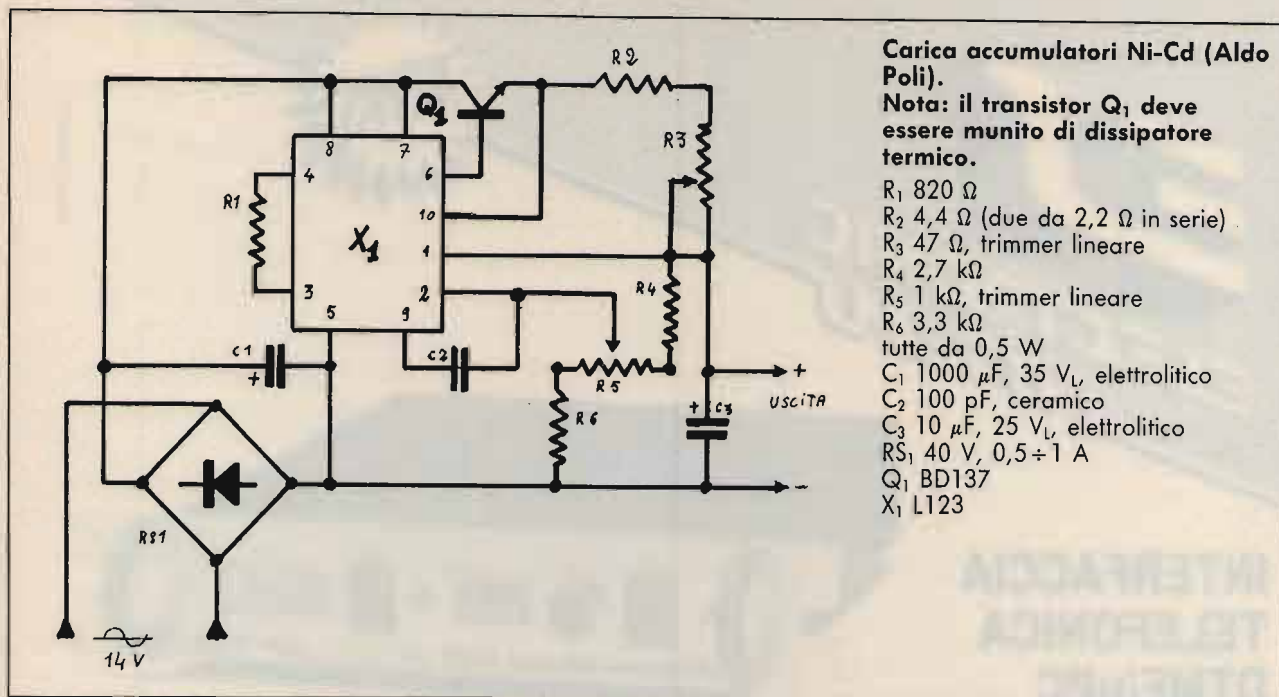 Carica accumulatori Ni-Cd (Aldo
Poli).
Nota: il transistor Q₁ deve
essere munito di dissipatore
termico.
R₁ 820 Ω
R₂ 4,4 Ω (due da 2,2 Ω in serie)
R₃ 47 Ω, trimmer lineare
R₄ 2,7 kΩ
R₅ 1 kΩ, trimmer lineare
R₆ 3,3 kΩ
tutte da 0,5 W
C₁ 1000 µF, 35 V_L, elettrolitico
C₂ 100 pF, ceramico
C₃ 10 µF, 25 V_L, elettrolitico
RS₁ 40 V, 0,5÷1 A
Q₁ BD137
X₁ L123
R2
Q1
R3
8
7
4
6
R1
10
X1
1
3
2
R4
5
9
C1
+
C2
R5
+
USCITA
+ C3
R6
-
RS1
14 V
INTERFACCIA
TELEFONICA